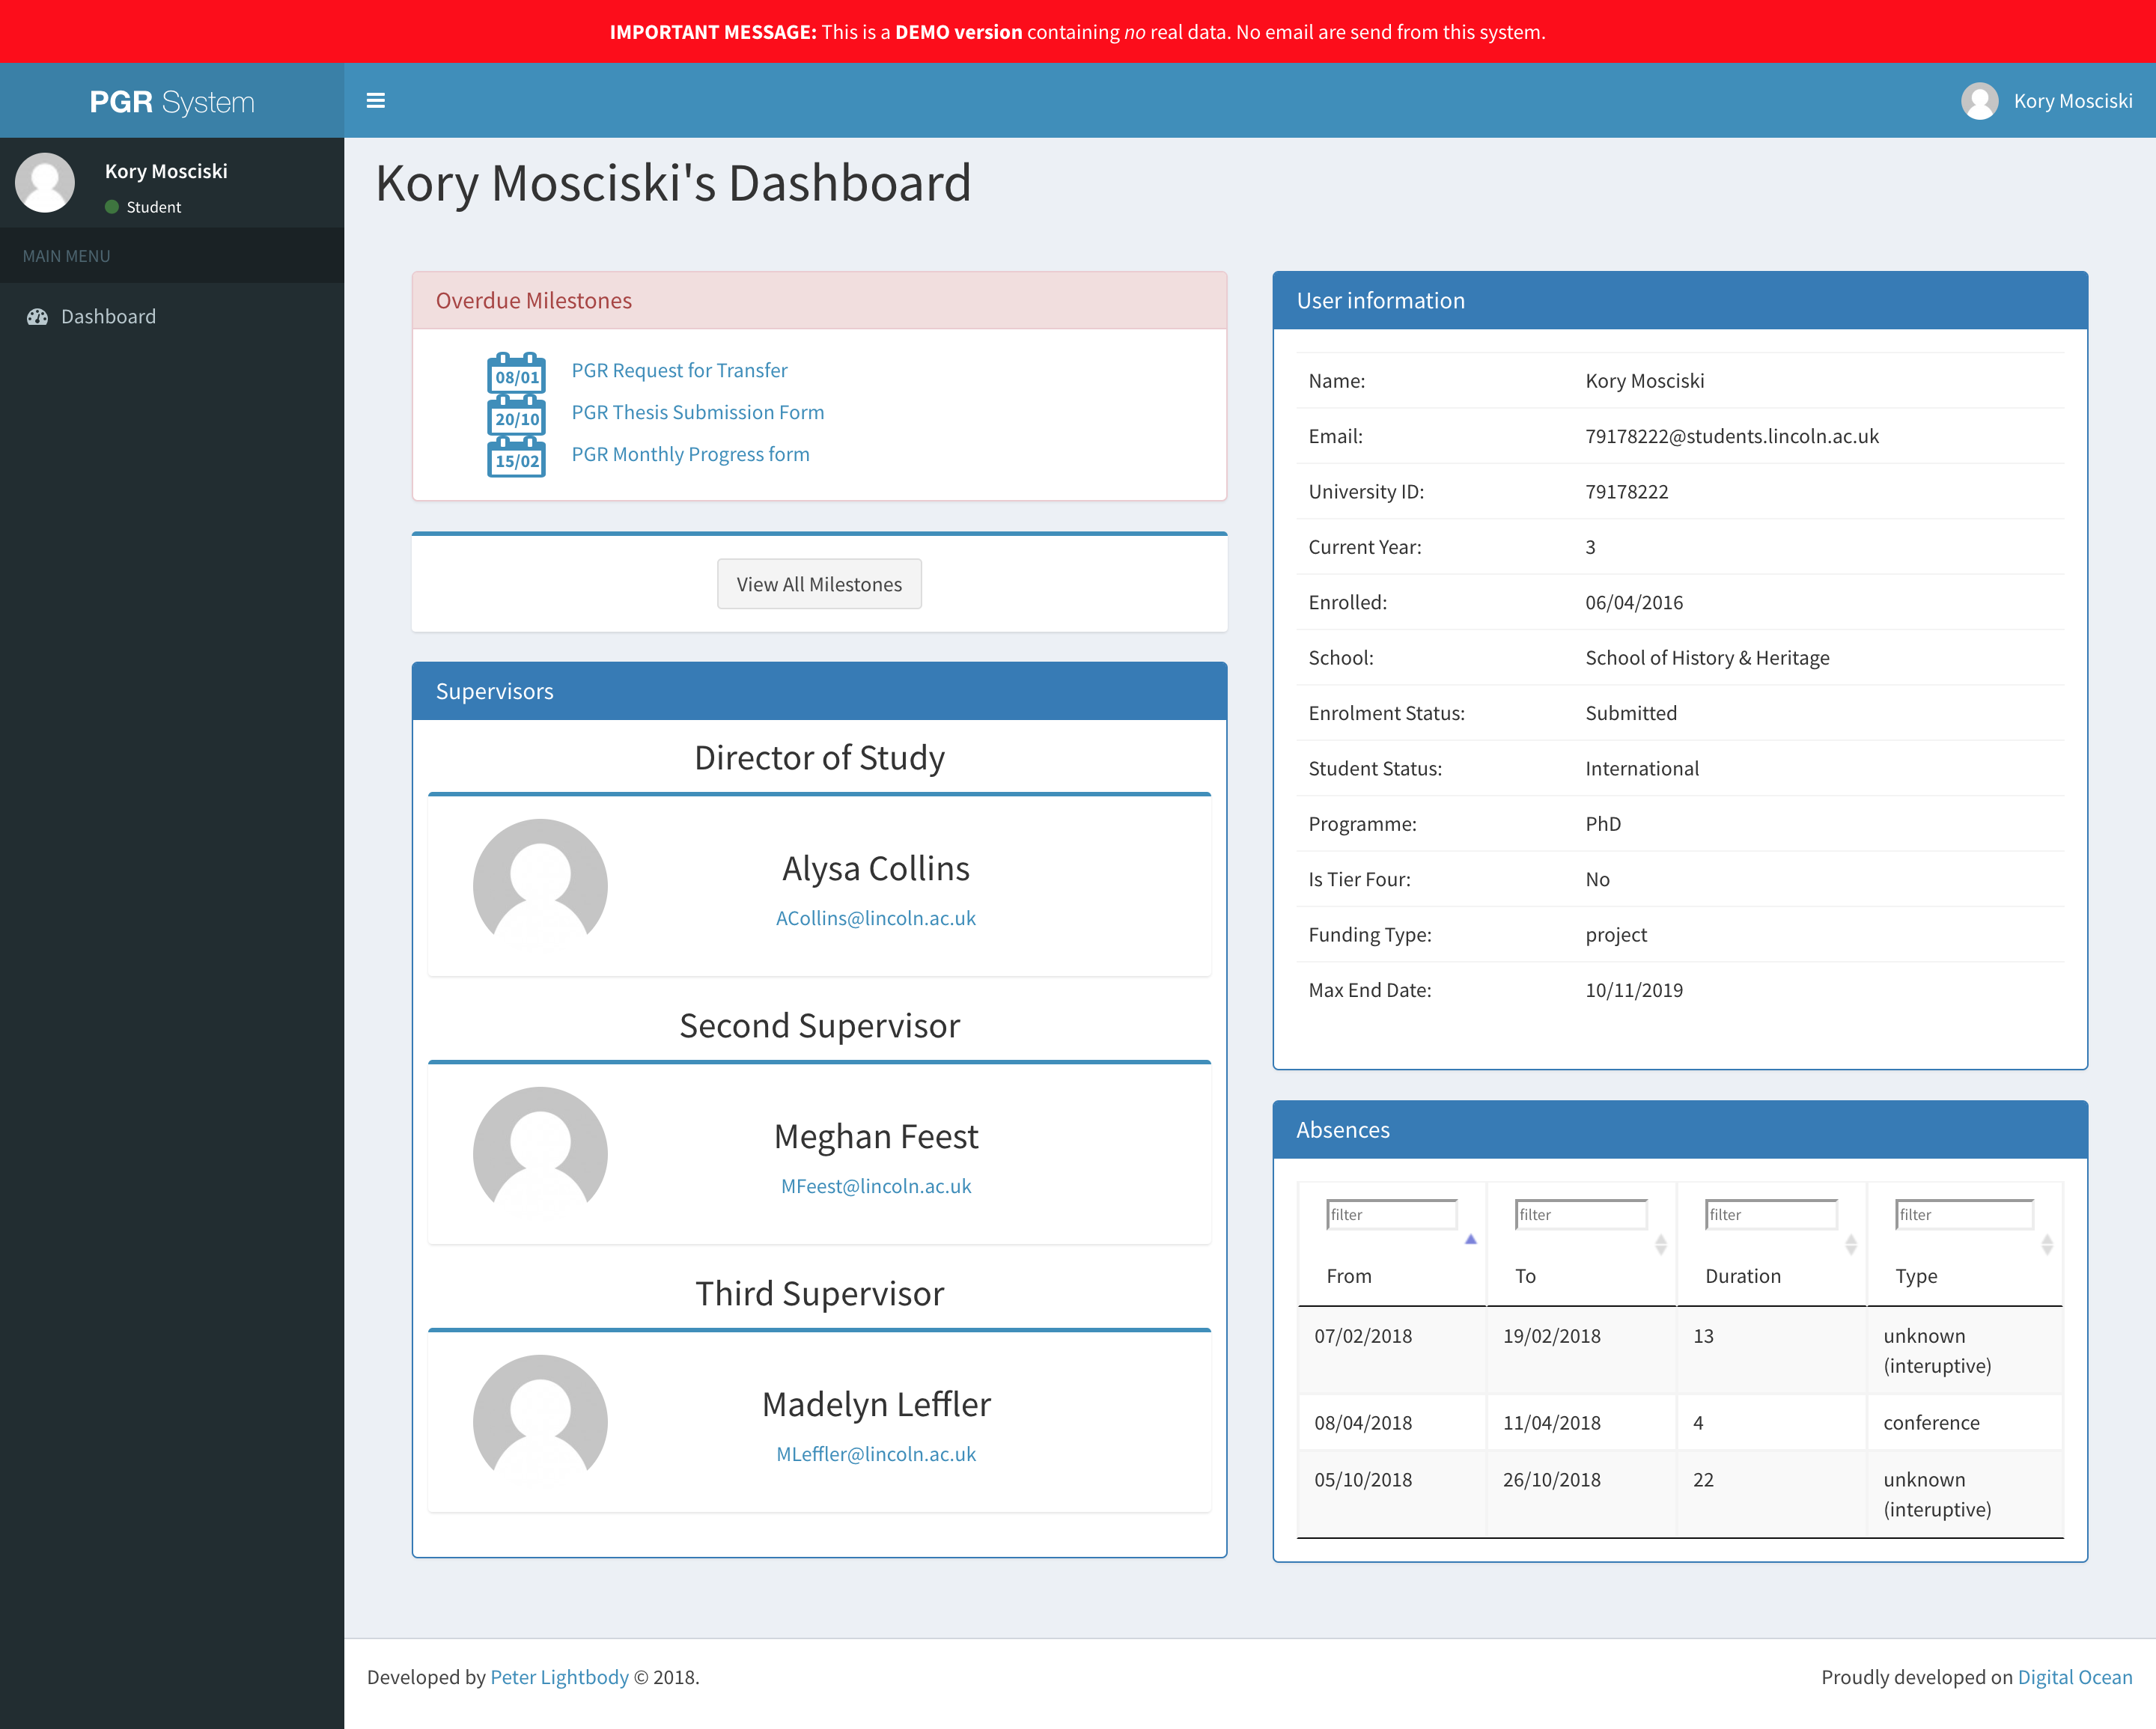 IMPORTANT MESSAGE: This is a DEMO version containing no real data. No email are send from this system.
PGR System
Kory Mosciski
Kory Mosciski
Student
MAIN MENU
Dashboard
Kory Mosciski's Dashboard
Overdue Milestones
08/01 PGR Request for Transfer
20/10 PGR Thesis Submission Form
15/02 PGR Monthly Progress form
View All Milestones
Supervisors
Director of Study
Alysa Collins
ACollins@lincoln.ac.uk
Second Supervisor
Meghan Feest
MFeest@lincoln.ac.uk
Third Supervisor
Madelyn Leffler
MLeffler@lincoln.ac.uk
User information
Name: Kory Mosciski
Email: 79178222@students.lincoln.ac.uk
University ID: 79178222
Current Year: 3
Enrolled: 06/04/2016
School: School of History & Heritage
Enrolment Status: Submitted
Student Status: International
Programme: PhD
Is Tier Four: No
Funding Type: project
Max End Date: 10/11/2019
Absences
filter filter filter filter
From To Duration Type
07/02/2018 19/02/2018 13 unknown
(interuptive)
08/04/2018 11/04/2018 4 conference
05/10/2018 26/10/2018 22 unknown
(interuptive)
Developed by Peter Lightbody © 2018.
Proudly developed on Digital Ocean